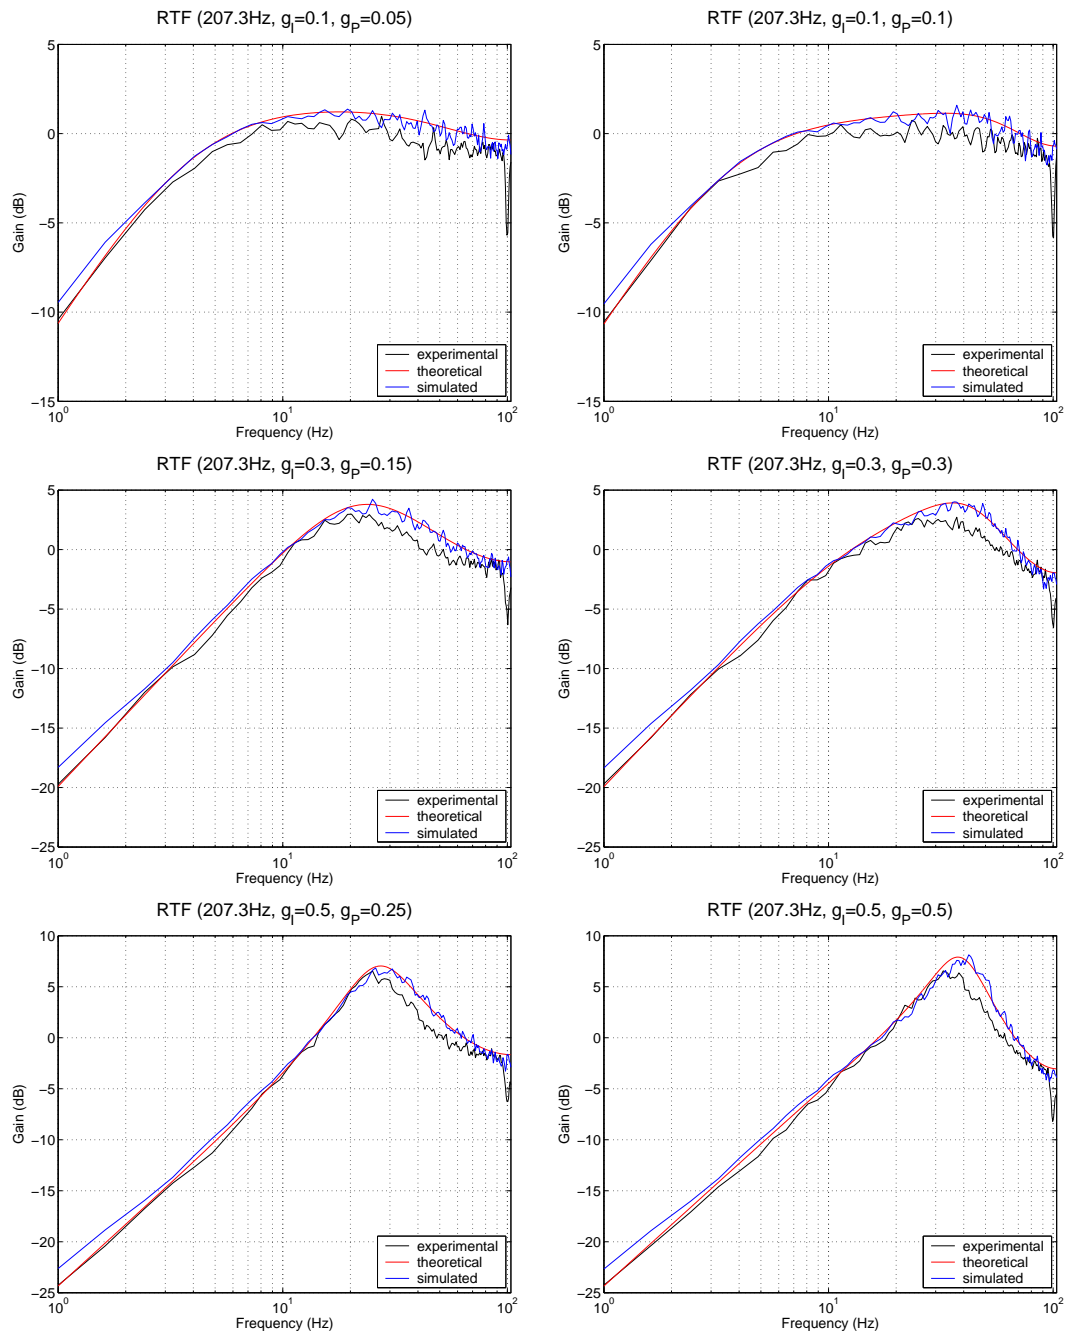 RTF (207.3Hz, g_I=0.1, g_P=0.05)
5
0
−5
−10
−15
Gain (dB)
experimental
theoretical
simulated
10^0
10^1
10^2
Frequency (Hz)
RTF (207.3Hz, g_I=0.1, g_P=0.1)
5
0
−5
−10
−15
Gain (dB)
experimental
theoretical
simulated
10^0
10^1
10^2
Frequency (Hz)
RTF (207.3Hz, g_I=0.3, g_P=0.15)
5
0
−5
−10
−15
−20
−25
Gain (dB)
experimental
theoretical
simulated
10^0
10^1
10^2
Frequency (Hz)
RTF (207.3Hz, g_I=0.3, g_P=0.3)
5
0
−5
−10
−15
−20
−25
Gain (dB)
experimental
theoretical
simulated
10^0
10^1
10^2
Frequency (Hz)
RTF (207.3Hz, g_I=0.5, g_P=0.25)
10
5
0
−5
−10
−15
−20
−25
Gain (dB)
experimental
theoretical
simulated
10^0
10^1
10^2
Frequency (Hz)
RTF (207.3Hz, g_I=0.5, g_P=0.5)
10
5
0
−5
−10
−15
−20
−25
Gain (dB)
experimental
theoretical
simulated
10^0
10^1
10^2
Frequency (Hz)